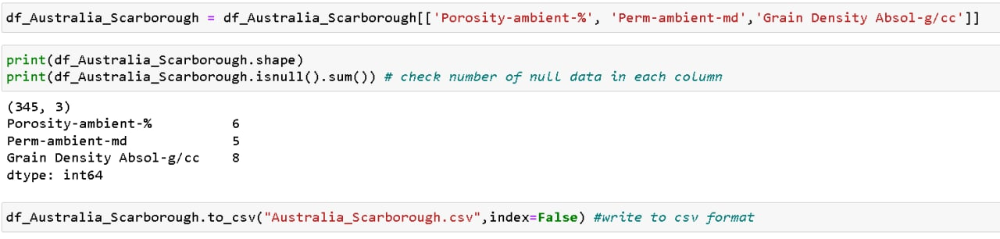 df_Australia_Scarborough = df_Australia_Scarborough[['Porosity-ambient-%', 'Perm-ambient-md','Grain Density Absol-g/cc']]
print(df_Australia_Scarborough.shape)
print(df_Australia_Scarborough.isnull().sum()) # check number of null data in each column
(345, 3)
Porosity-ambient-% 6
Perm-ambient-md 5
Grain Density Absol-g/cc 8
dtype: int64
df_Australia_Scarborough.to_csv("Australia_Scarborough.csv",index=False) #write to csv format